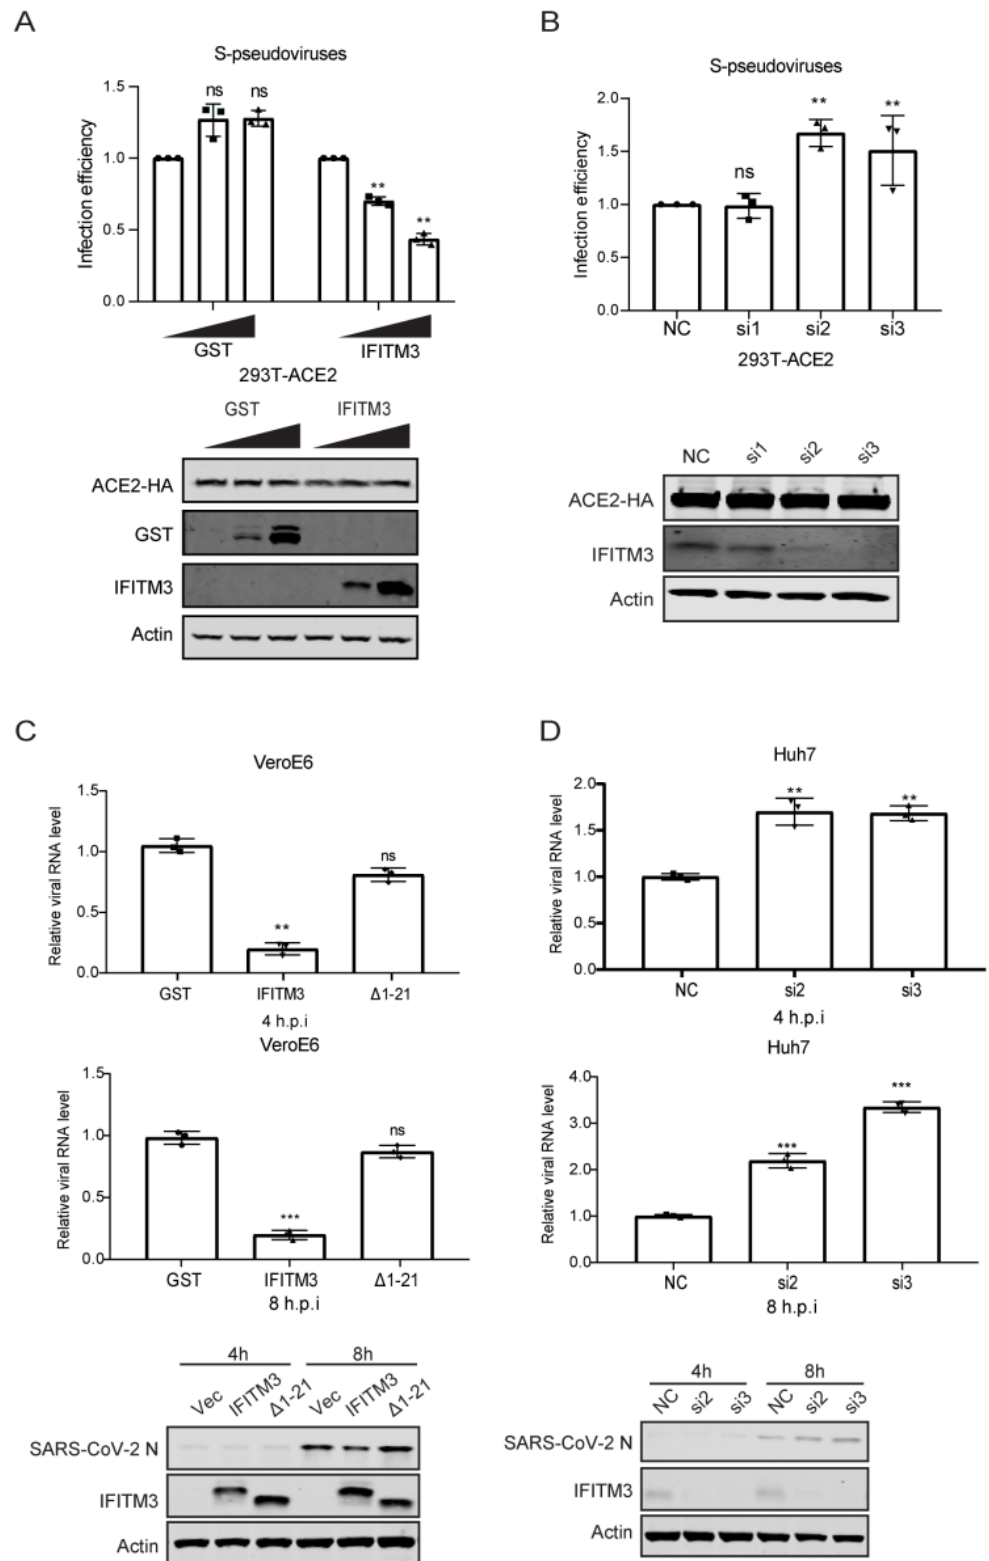 A
S-pseudoviruses
Infection efficiency
1.5
1.0
0.5
0.0
ns
ns
**
**
GST
IFITM3
293T-ACE2
GST
IFITM3
ACE2-HA
GST
IFITM3
Actin
B
S-pseudoviruses
Infection efficiency
2.0
1.5
1.0
0.5
0.0
ns
**
**
NC
si1
si2
si3
293T-ACE2
NC
si1
si2
si3
ACE2-HA
IFITM3
Actin
C
VeroE6
Relative viral RNA level
1.5
1.0
0.5
0.0
**
ns
GST
IFITM3
Δ1-21
4 h.p.i
VeroE6
Relative viral RNA level
1.5
1.0
0.5
0.0
***
ns
GST
IFITM3
Δ1-21
8 h.p.i
4h
8h
Vec
IFITM3
Δ1-21
Vec
IFITM3
Δ1-21
SARS-CoV-2 N
IFITM3
Actin
D
Huh7
Relative viral RNA level
2.0
1.5
1.0
0.5
0.0
**
**
NC
si2
si3
4 h.p.i
Huh7
Relative viral RNA level
4.0
3.0
2.0
1.0
0.0
***
***
NC
si2
si3
8 h.p.i
4h
8h
NC
si2
si3
NC
si2
si3
SARS-CoV-2 N
IFITM3
Actin